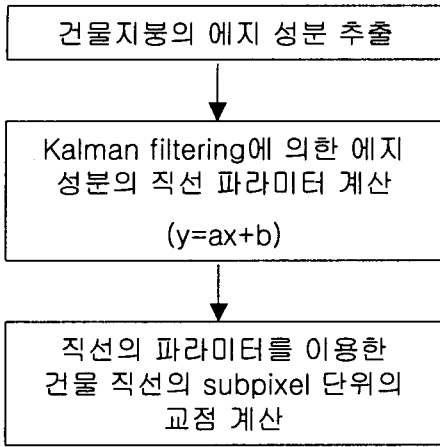 건물지붕의 에지 성분 추출
Kalman filtering에 의한 에지
성분의 직선 파라미터 계산
(y=ax+b)
직선의 파라미터를 이용한
건물 직선의 subpixel 단위의
교점 계산